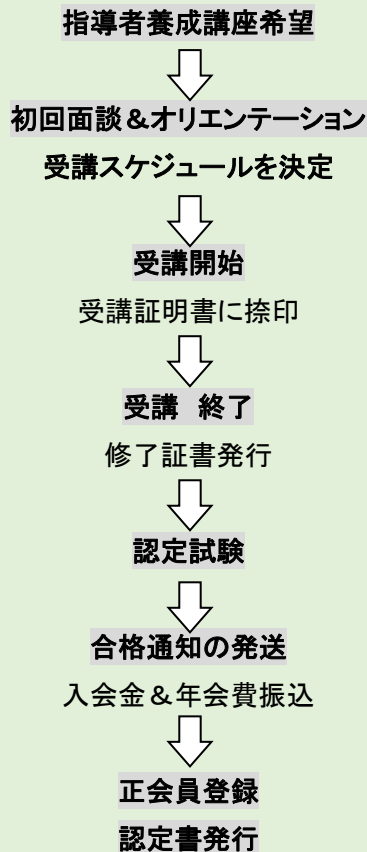 指導者養成講座希望
初回面談＆オリエンテーション
受講スケジュールを決定
受講開始
受講証明書に捺印
受講　終了
修了証書発行
認定試験
合格通知の発送
入会金＆年会費振込
正会員登録
認定書発行